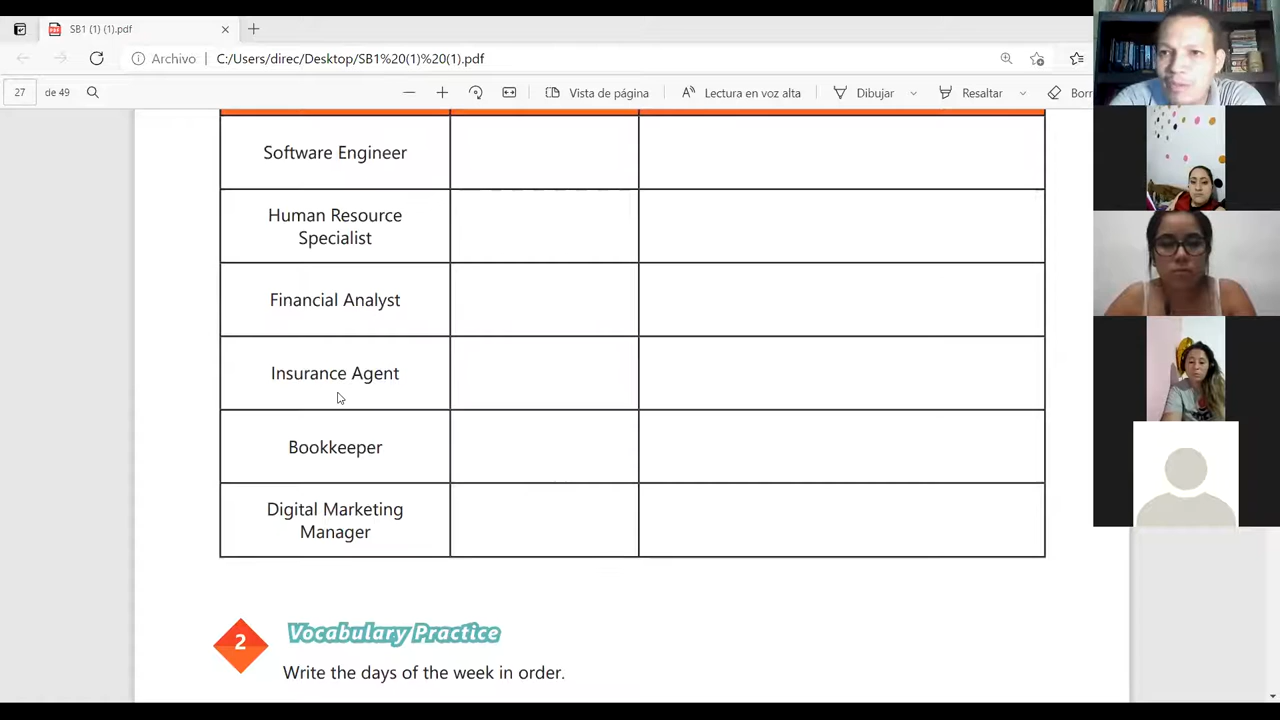 SB1 (1) (1).pdf
Archivo
C:/Users/direc/Desktop/SB1%20(1)%20(1).pdf
27
de 49
Vista de página
Lectura en voz alta
Dibujar
Resaltar
Borr
Software Engineer
Human Resource
Specialist
Financial Analyst
Insurance Agent
Bookkeeper
Digital Marketing
Manager
2
Vocabulary Practice
Write the days of the week in order.